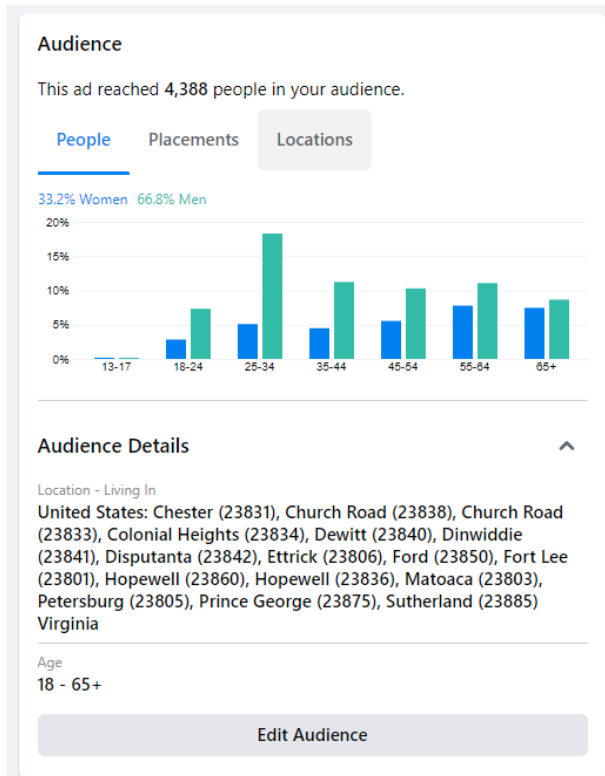 Audience
This ad reached 4,388 people in your audience.
People Placements Locations
33.2% Women 66.8% Men
20%
15%
10%
5%
0%
13-17 18-24 25-34 35-44 45-54 55-64 65+
Audience Details
Location - Living In
United States: Chester (23831), Church Road (23838), Church Road
(23833), Colonial Heights (23834), Dewitt (23840), Dinwiddie
(23841), Disputanta (23842), Ettrick (23806), Ford (23850), Fort Lee
(23801), Hopewell (23860), Hopewell (23836), Matoaca (23803),
Petersburg (23805), Prince George (23875), Sutherland (23885)
Virginia
Age
18 - 65+
Edit Audience